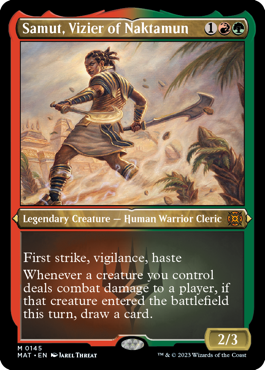 Samut, Vizier of Naktamun 1
Legendary Creature — Human Warrior Cleric
First strike, vigilance, haste
Whenever a creature you control
deals combat damage to a player, if
that creature entered the battlefield
this turn, draw a card.
2/3
M 0145
MAT • EN JAREL THREAT
™ & © 2023 Wizards of the Coast